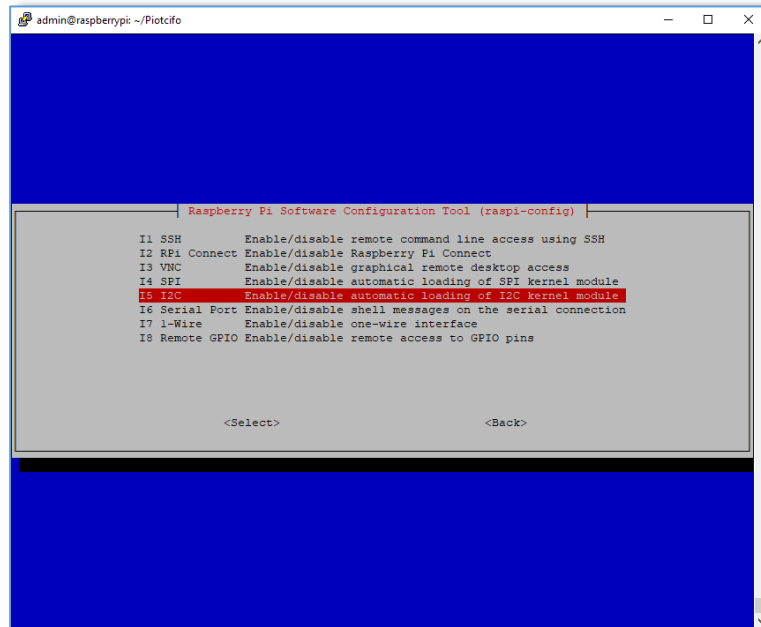 admin@raspberrypi: ~/Piotcifo
Raspberry Pi Software Configuration Tool (raspi-config)
I1 SSH Enable/disable remote command line access using SSH
I2 RPi Connect Enable/disable Raspberry Pi Connect
I3 VNC Enable/disable graphical remote desktop access
I4 SPI Enable/disable automatic loading of SPI kernel module
I5 I2C Enable/disable automatic loading of I2C kernel module
I6 Serial Port Enable/disable shell messages on the serial connection
I7 1-Wire Enable/disable one-wire interface
I8 Remote GPIO Enable/disable remote access to GPIO pins
<Select> <Back>